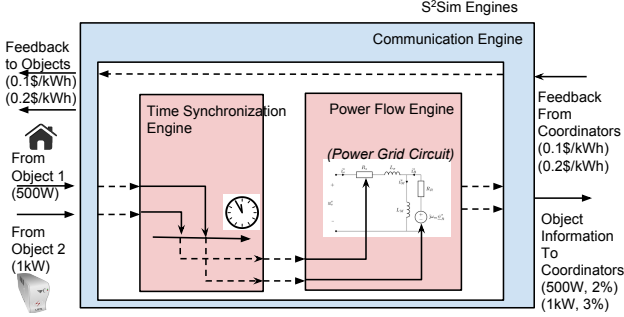 S²Sim Engines
Communication Engine
Feedback
to Objects
(0.1$/kWh)
(0.2$/kWh)
From
Object 1
(500W)
From
Object 2
(1kW)
Time Synchronization
Engine
Power Flow Engine
(Power Grid Circuit)
Feedback
From
Coordinators
(0.1$/kWh)
(0.2$/kWh)
Object
Information
To
Coordinators
(500W, 2%)
(1kW, 3%)